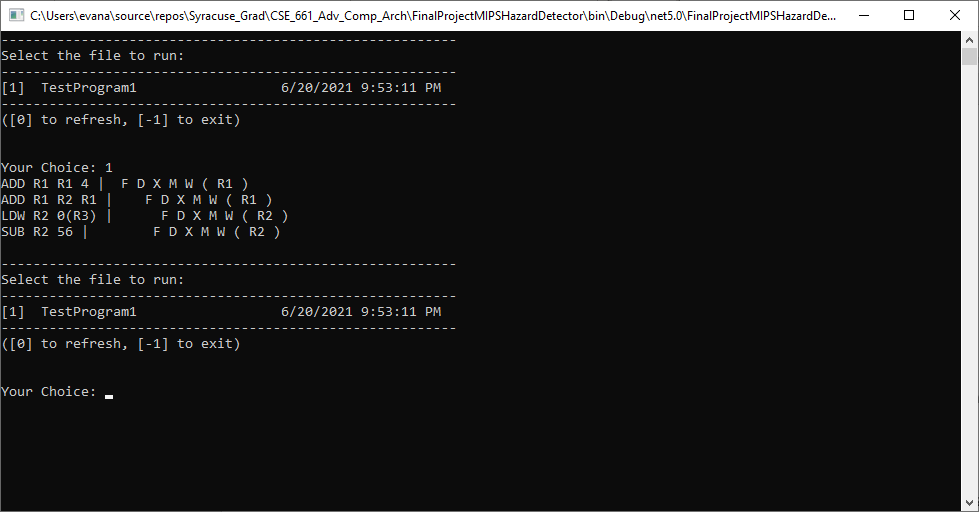 C:\Users\evana\source\repos\Syracuse_Grad\CSE_661_Adv_Comp_Arch\FinalProjectMIPSHazardDetector\bin\Debug\net5.0\FinalProjectMIPSHazardDe...
---------------------------------------------------------
Select the file to run:
---------------------------------------------------------
[1]  TestProgram1                  6/20/2021 9:53:11 PM
---------------------------------------------------------
([0] to refresh, [-1] to exit)
Your Choice: 1
ADD R1 R1 4 |  F D X M W ( R1 )
ADD R1 R2 R1 |    F D X M W ( R1 )
LDW R2 0(R3) |      F D X M W ( R2 )
SUB R2 56 |        F D X M W ( R2 )
---------------------------------------------------------
Select the file to run:
---------------------------------------------------------
[1]  TestProgram1                  6/20/2021 9:53:11 PM
---------------------------------------------------------
([0] to refresh, [-1] to exit)
Your Choice: